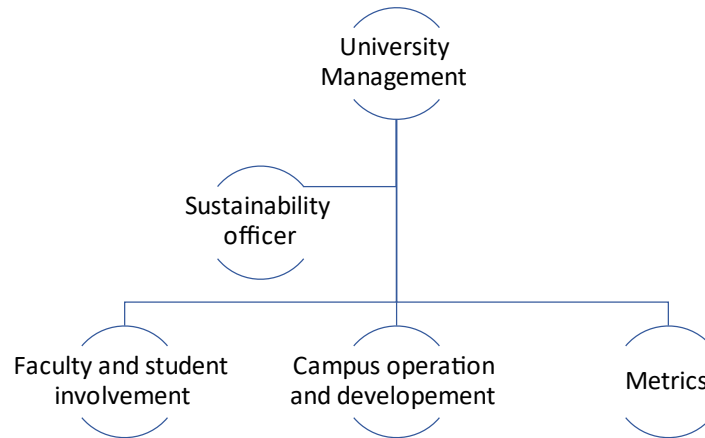 University
Management
Sustainability
officer
Faculty and student
involvement
Campus operation
and developement
Metrics